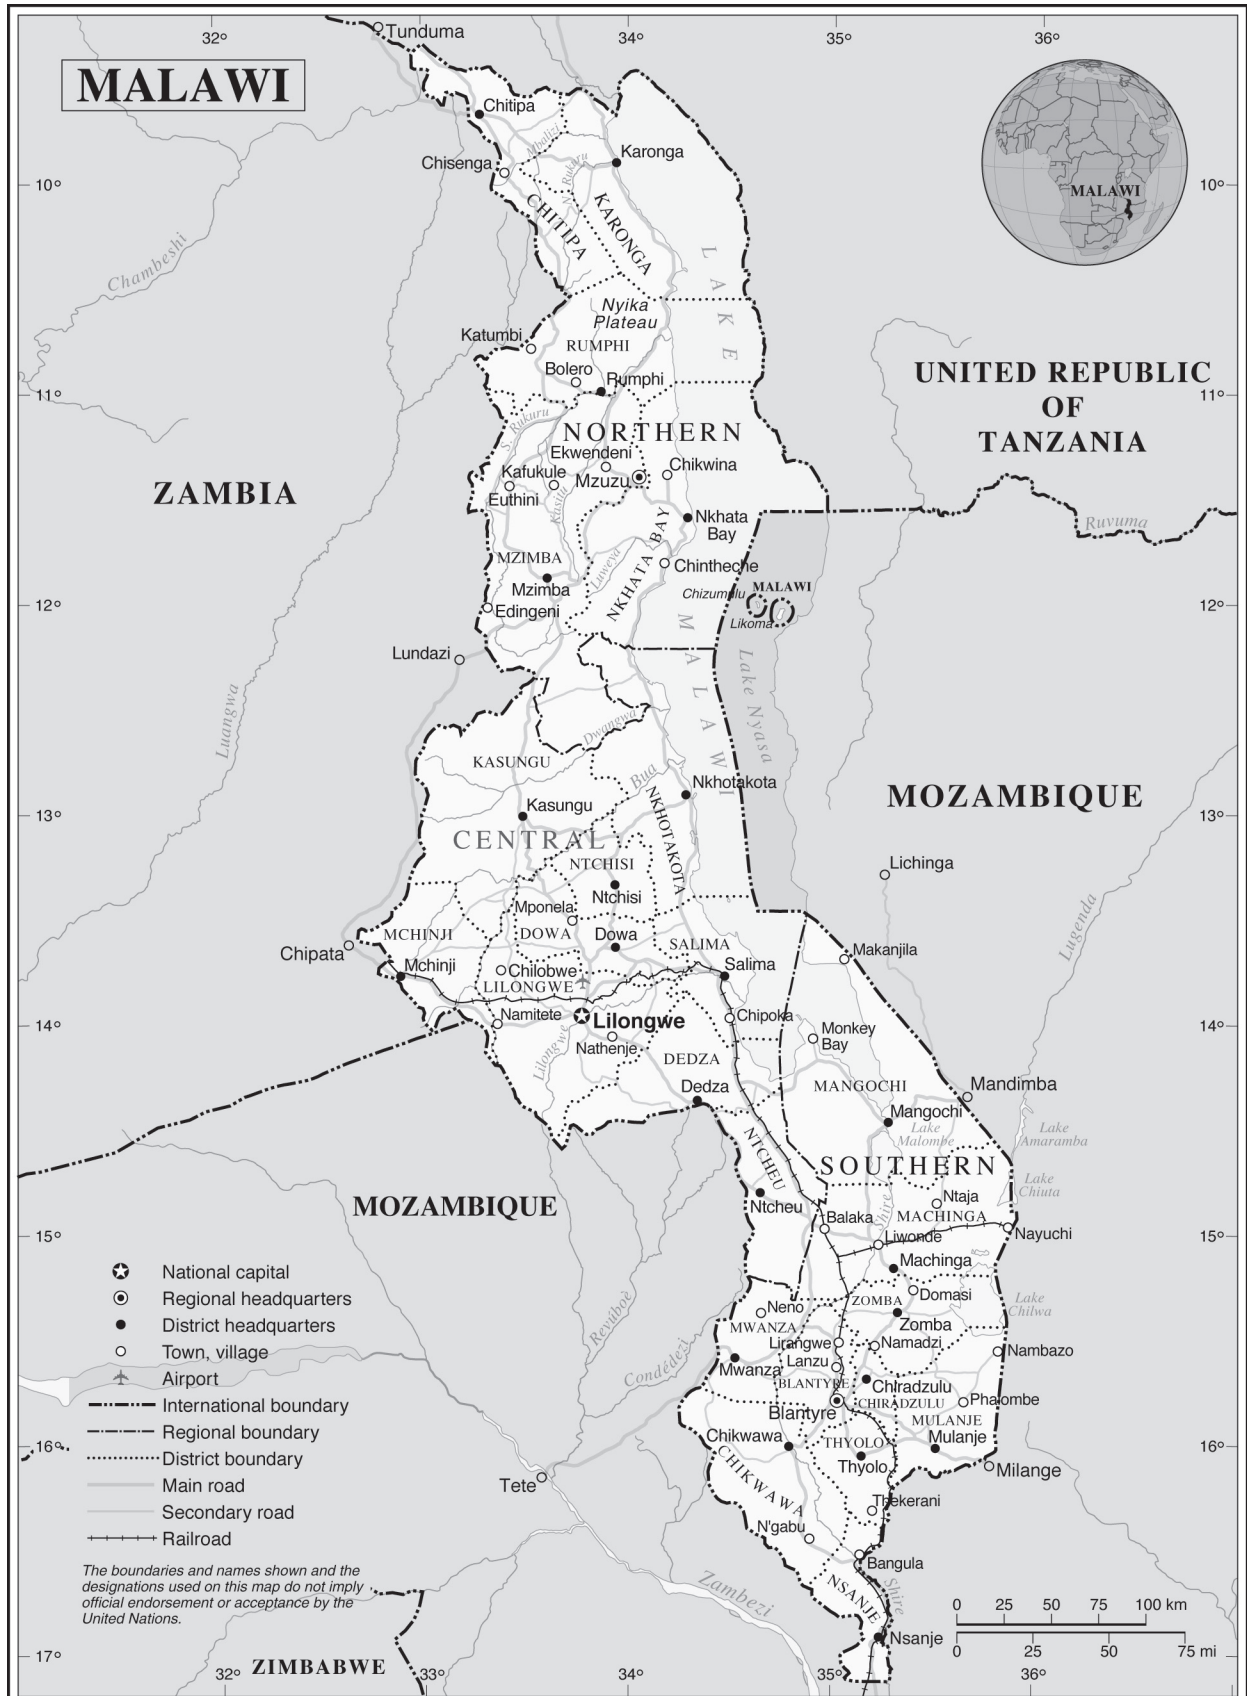 32°
34°
35°
36°
Tunduma
MALAWI
Chitipa
Mbalizi
Chisenga
N. Rukuru
Karonga
10°
10°
MALAWI
CHITIPA
KARONGA
Chambeshi
LAKE
Nyika
Plateau
Katumbi
RUMPHI
Bolero
Rumphi
UNITED REPUBLIC
OF
TANZANIA
11°
11°
S. Rukuru
NORTHERN
Ekwendeni
Kafukule
Mzuzu
Chikwina
Euthini
Kasitu
ZAMBIA
Nkhata
Bay
Ruvuma
MZIMBA
Luweya
NKHATA BAY
Chintheche
Mzimba
Chizumulu
MALAWI
12°
12°
Edingeni
Likoma
MALAWI
Lundazi
Lake Nyasa
Luangwa
Dwangwa
KASUNGU
Bua
Nkhotakota
MOZAMBIQUE
Kasungu
13°
13°
NKHOTAKOTA
CENTRAL
NTCHISI
Lichinga
Ntchisi
Mponela
Lugenda
MCHINJI
DOWA
Dowa
SALIMA
Makanjila
Chipata
Mchinji
Chilobwe
Salima
LILONGWE
Namitete
Lilongwe
Chipoka
14°
14°
Monkey
Bay
Nathenje
Lilongwe
DEDZA
Dedza
MANGOCHI
Mandimba
Mangochi
Lake
Malombe
Lake
Amaramba
NTCHEU
SOUTHERN
Lake
Chiuta
MOZAMBIQUE
Ntcheu
Ntaja
Shire
MACHINGA
Balaka
Liwonde
Nayuchi
15°
15°
Machinga
National capital
Regional headquarters
District headquarters
Town, village
Airport
International boundary
Regional boundary
District boundary
Main road
Secondary road
Railroad
Domasi
ZOMBA
Neno
Lake
Chilwa
MWANZA
Zomba
Revúboè
Lirangwe
Namadzi
Nambazo
Lanzu
Condédezi
Mwanza
BLANTYRE
Chiradzulu
CHIRADZULU
Phalombe
Blantyre
MULANJE
Chikwawa
Mulanje
16°
16°
THYOLO
Thyolo
Milange
Tete
CHIKWAWA
Thekerani
N'gabu
Bangula
The boundaries and names shown and the
designations used on this map do not imply
official endorsement or acceptance by the
United Nations.
Zambezi
NSANJE
Shire
0 25 50 75 100 km
Nsanje
0 25 50 75 mi
17°
17°
ZIMBABWE
32°
33°
34°
35°
36°